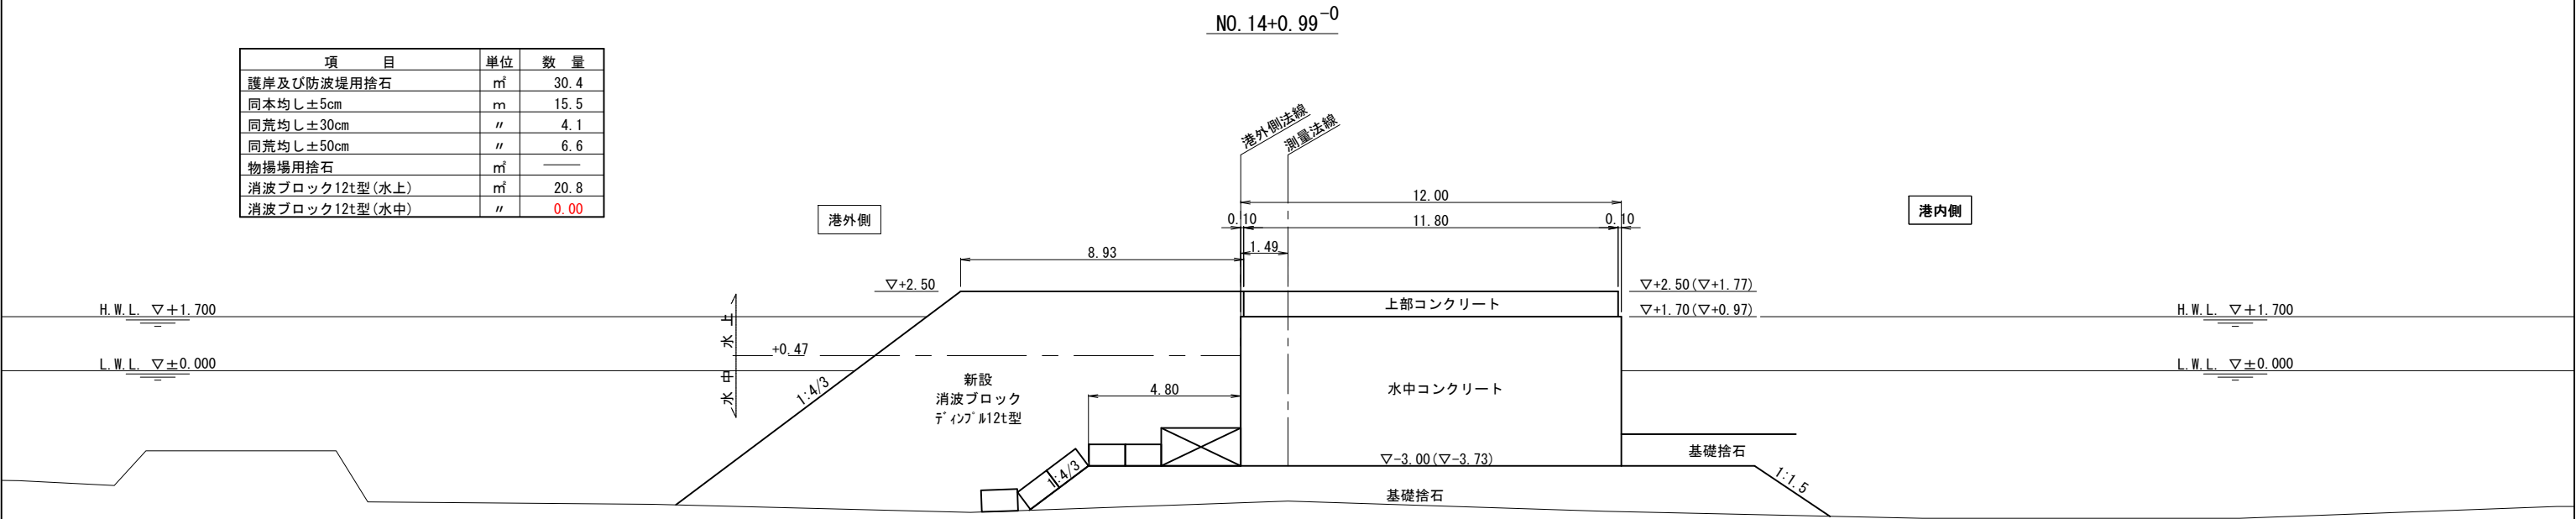 NO.14+0.99-0
項 目 単位 数 量
護岸及び防波堤用捨石 ㎡ 30.4
同本均し±5cm m 15.5
同荒均し±30cm 〃 4.1
同荒均し±50cm 〃 6.6
物揚場用捨石 ㎡ ―
消波ブロック12t型(水上) ㎡ 20.8
消波ブロック12t型(水中) 〃 0.00
港外側
港外側法線
測量法線
港内側
12.00
0.10
11.80
0.10
1.49
8.93
▽+2.50
▽+2.50(▽+1.77)
上部コンクリート
▽+1.70(▽+0.97)
H.W.L. ▽+1.700
H.W.L. ▽+1.700
水上
+0.47
L.W.L. ▽±0.000
L.W.L. ▽±0.000
水中
1:4/3
新設
消波ブロック
ディンプル12t型
4.80
水中コンクリート
1:4/3
▽-3.00(▽-3.73)
基礎捨石
1:1.5
基礎捨石